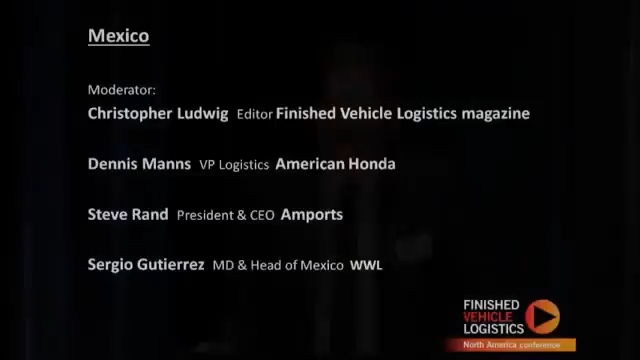 Mexico
Moderator:
Christopher Ludwig Editor Finished Vehicle Logistics magazine
Dennis Manns VP Logistics American Honda
Steve Rand President & CEO Amports
Sergio Gutierrez MD & Head of Mexico WWL
FINISHED
VEHICLE
LOGISTICS
North America conference